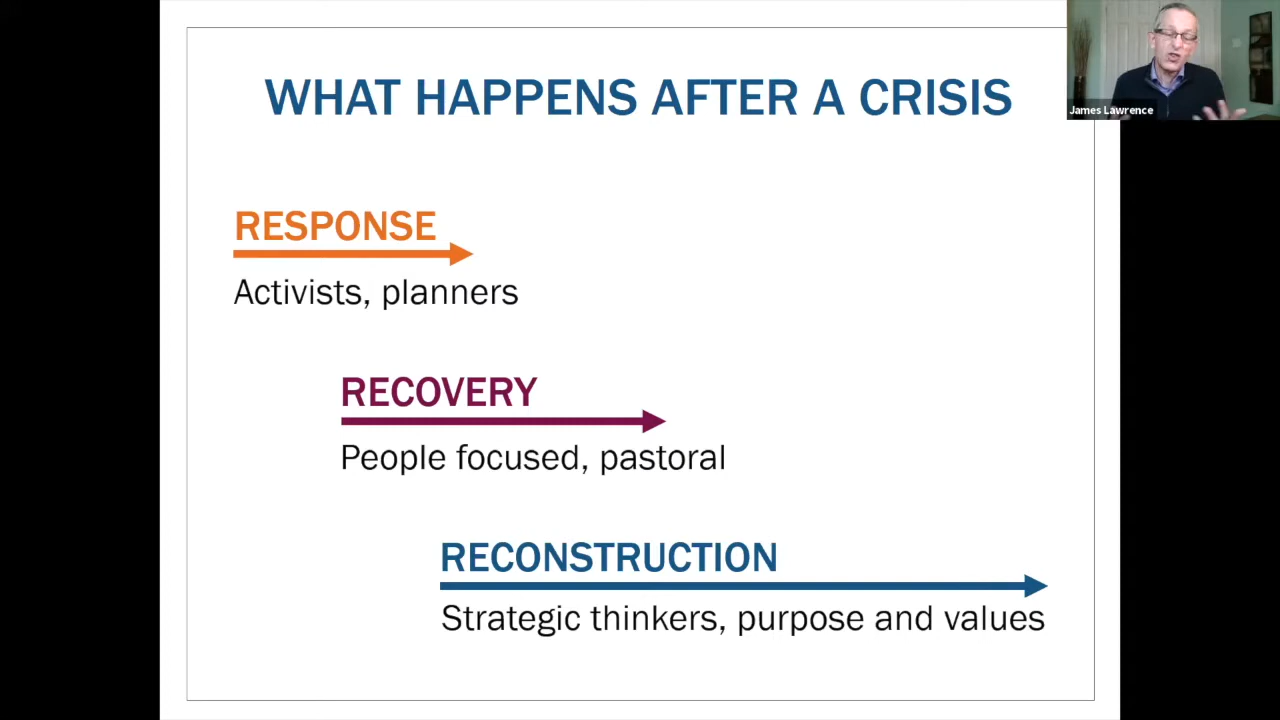 WHAT HAPPENS AFTER A CRISIS
James Lawrence
RESPONSE
Activists, planners
RECOVERY
People focused, pastoral
RECONSTRUCTION
Strategic thinkers, purpose and values